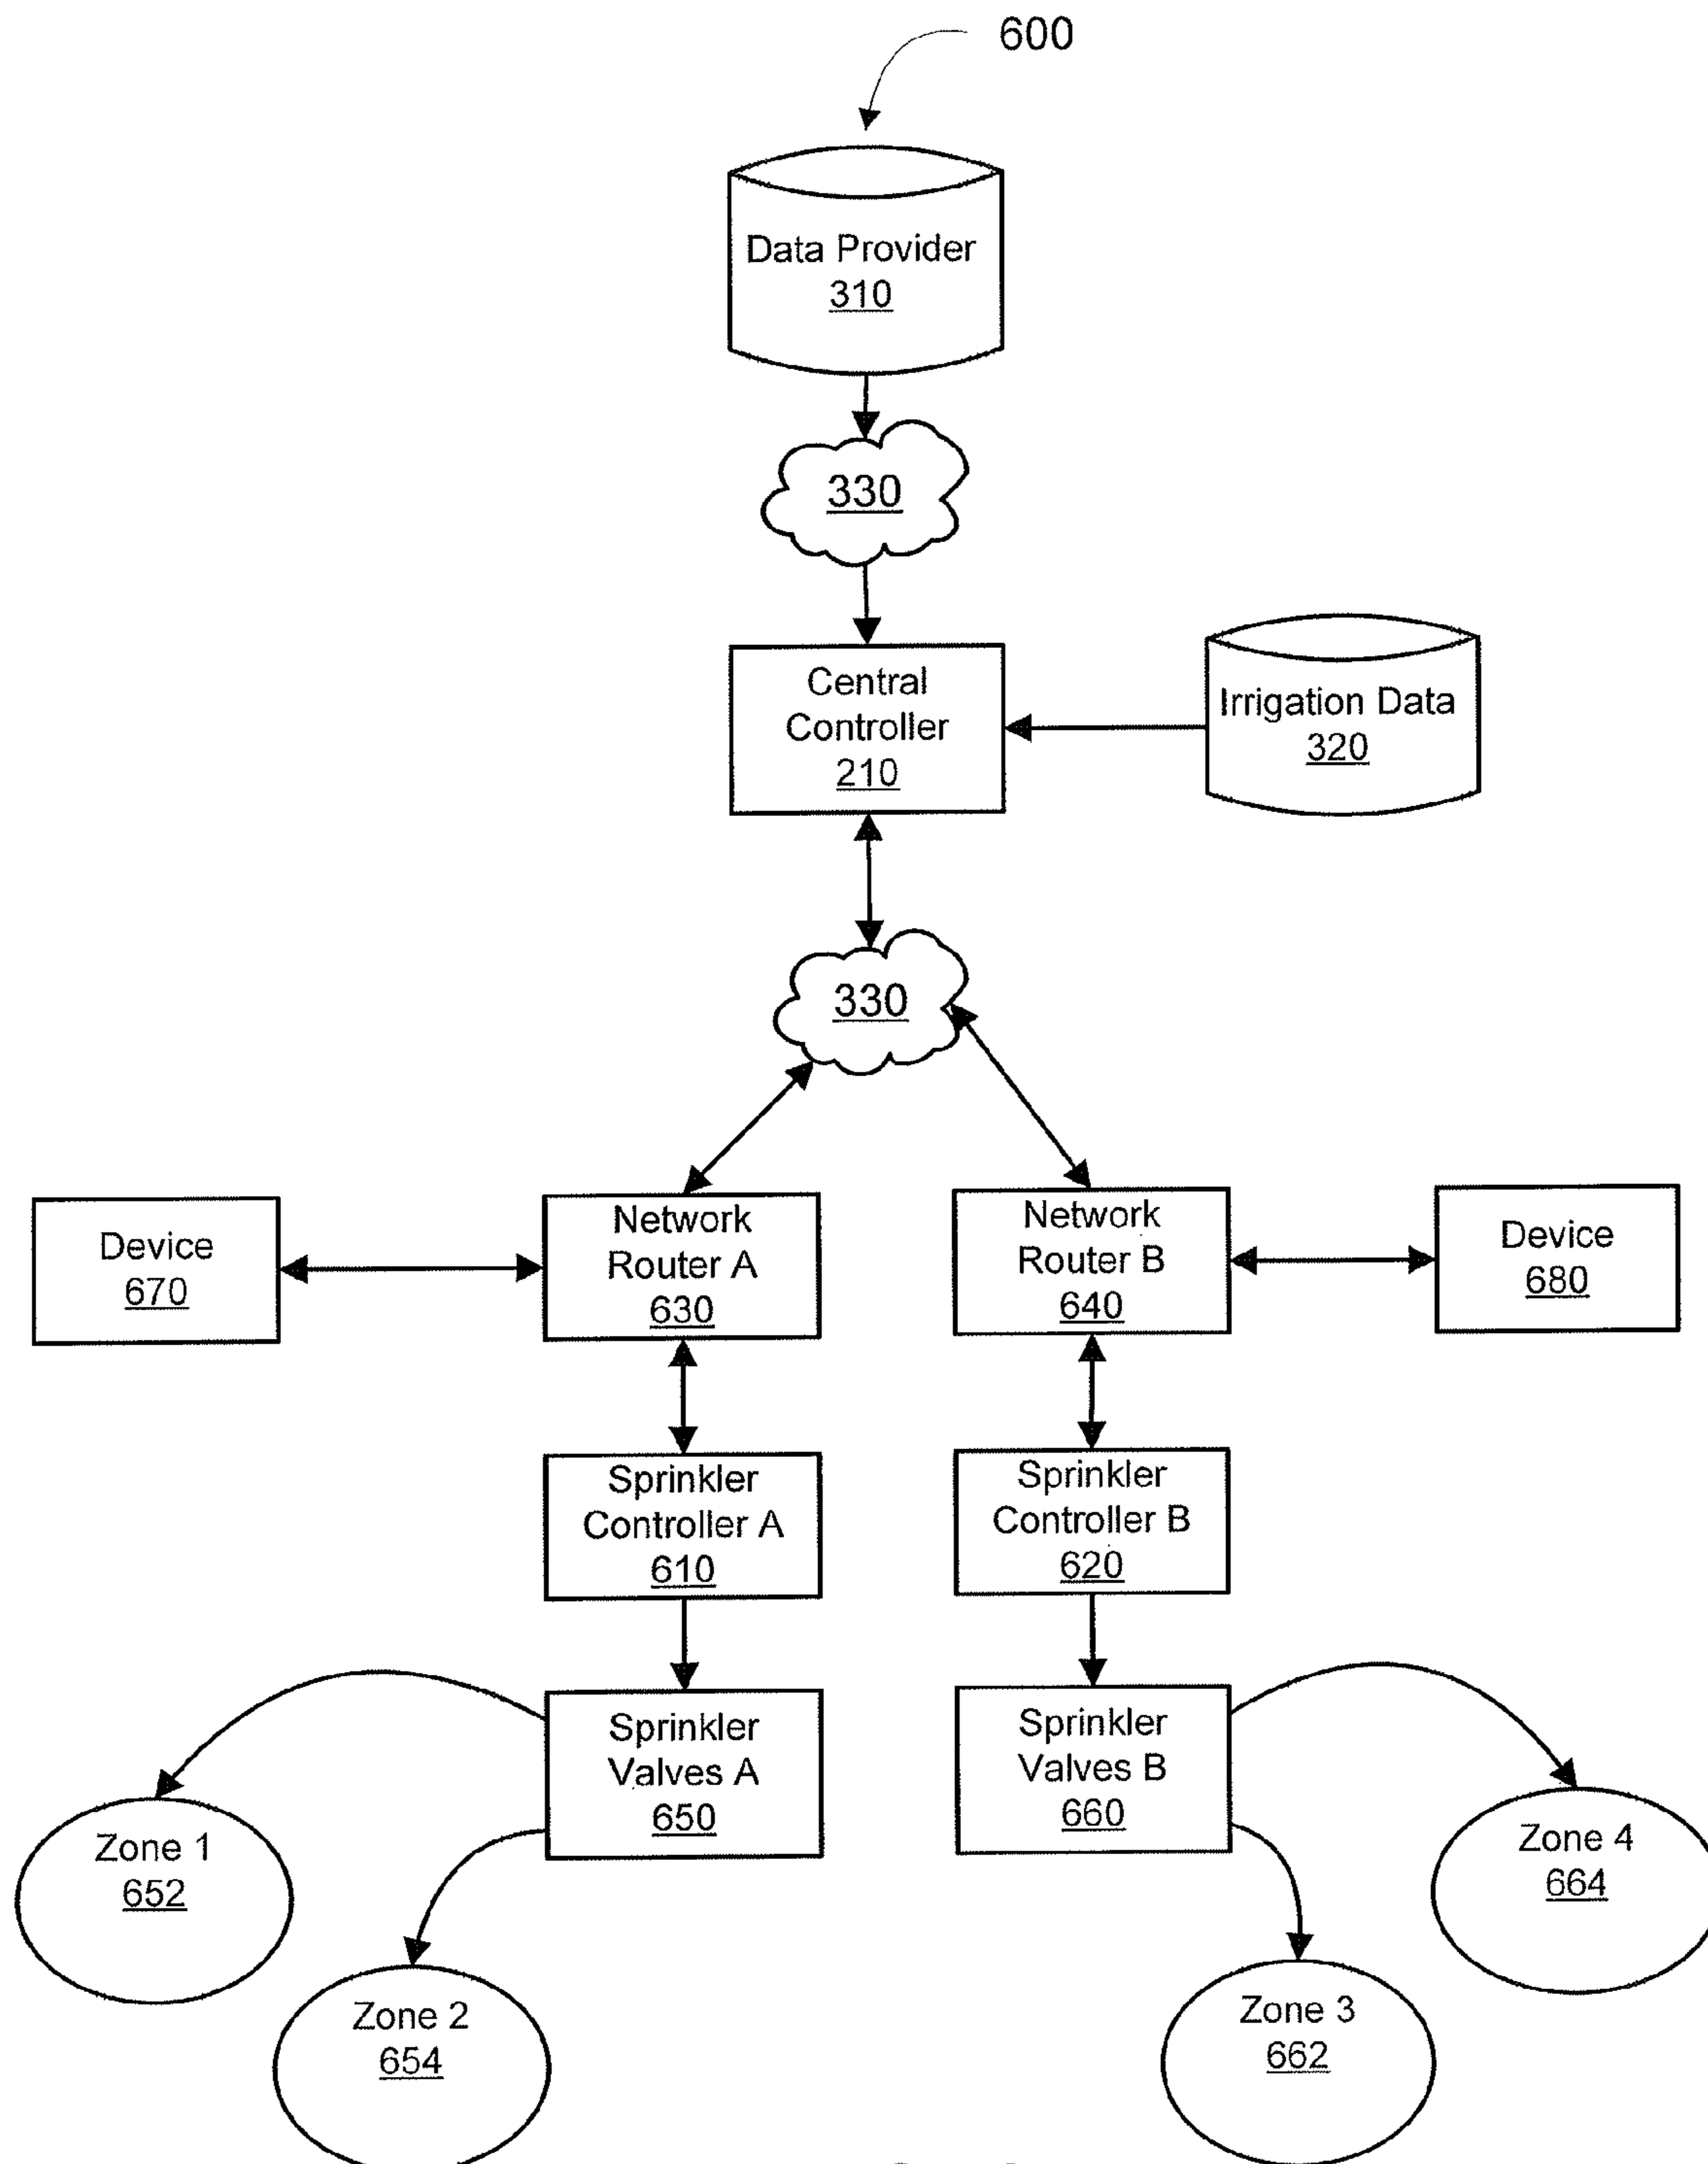 600
Data Provider
310
330
Central
Controller
210
Irrigation Data
320
330
Device
670
Network
Router A
630
Network
Router B
640
Device
680
Sprinkler
Controller A
610
Sprinkler
Controller B
620
Sprinkler
Valves A
650
Sprinkler
Valves B
660
Zone 1
652
Zone 2
654
Zone 3
662
Zone 4
664